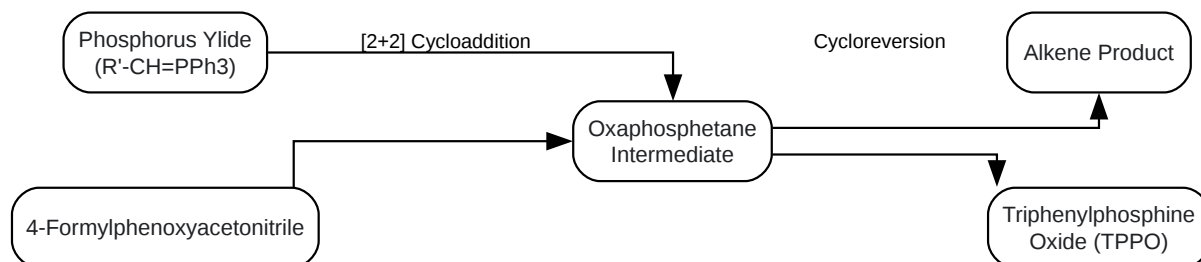 Phosphorus Ylide
(R'-CH=PPh3)
[2+2] Cycloaddition
Cycloreversion
Alkene Product
Oxaphosphetane
Intermediate
4-Formylphenoxyacetonitrile
Triphenylphosphine
Oxide (TPPO)